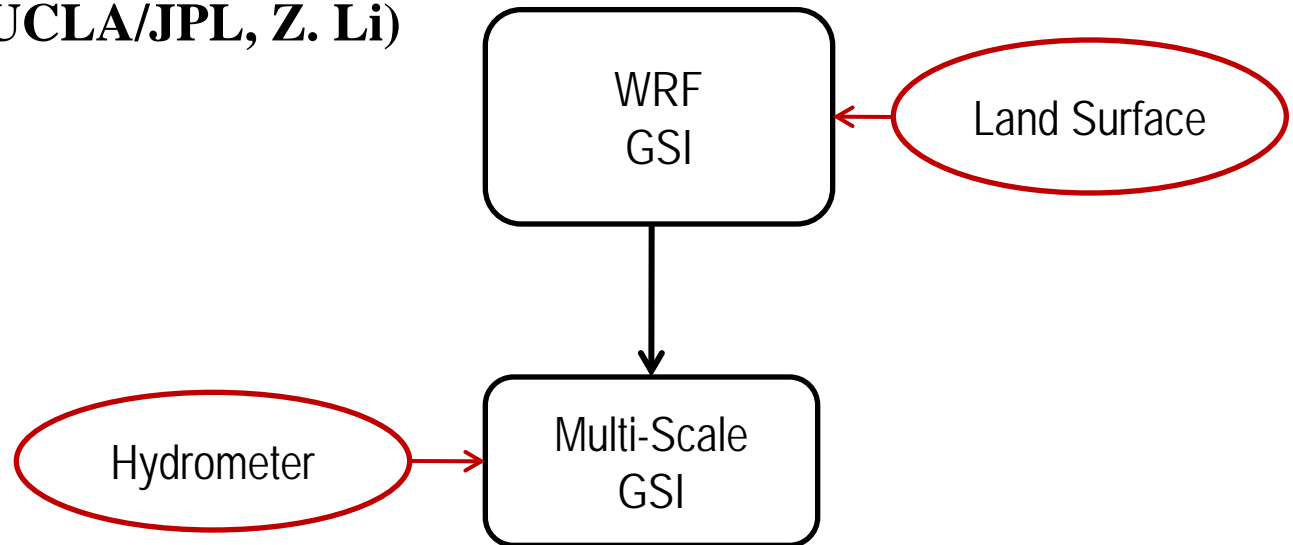 UCLA/JPL, Z. Li)
WRF
GSI
Land Surface
Multi-Scale
GSI
Hydrometer